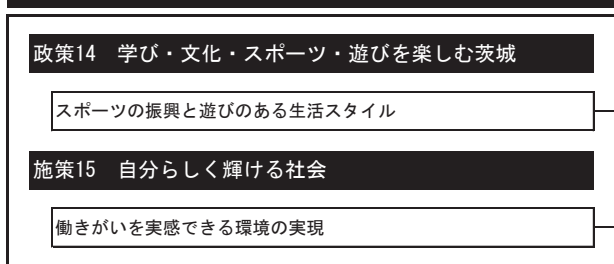 政策14　学び・文化・スポーツ・遊びを楽しむ茨城
スポーツの振興と遊びのある生活スタイル
施策15　自分らしく輝ける社会
働きがいを実感できる環境の実現